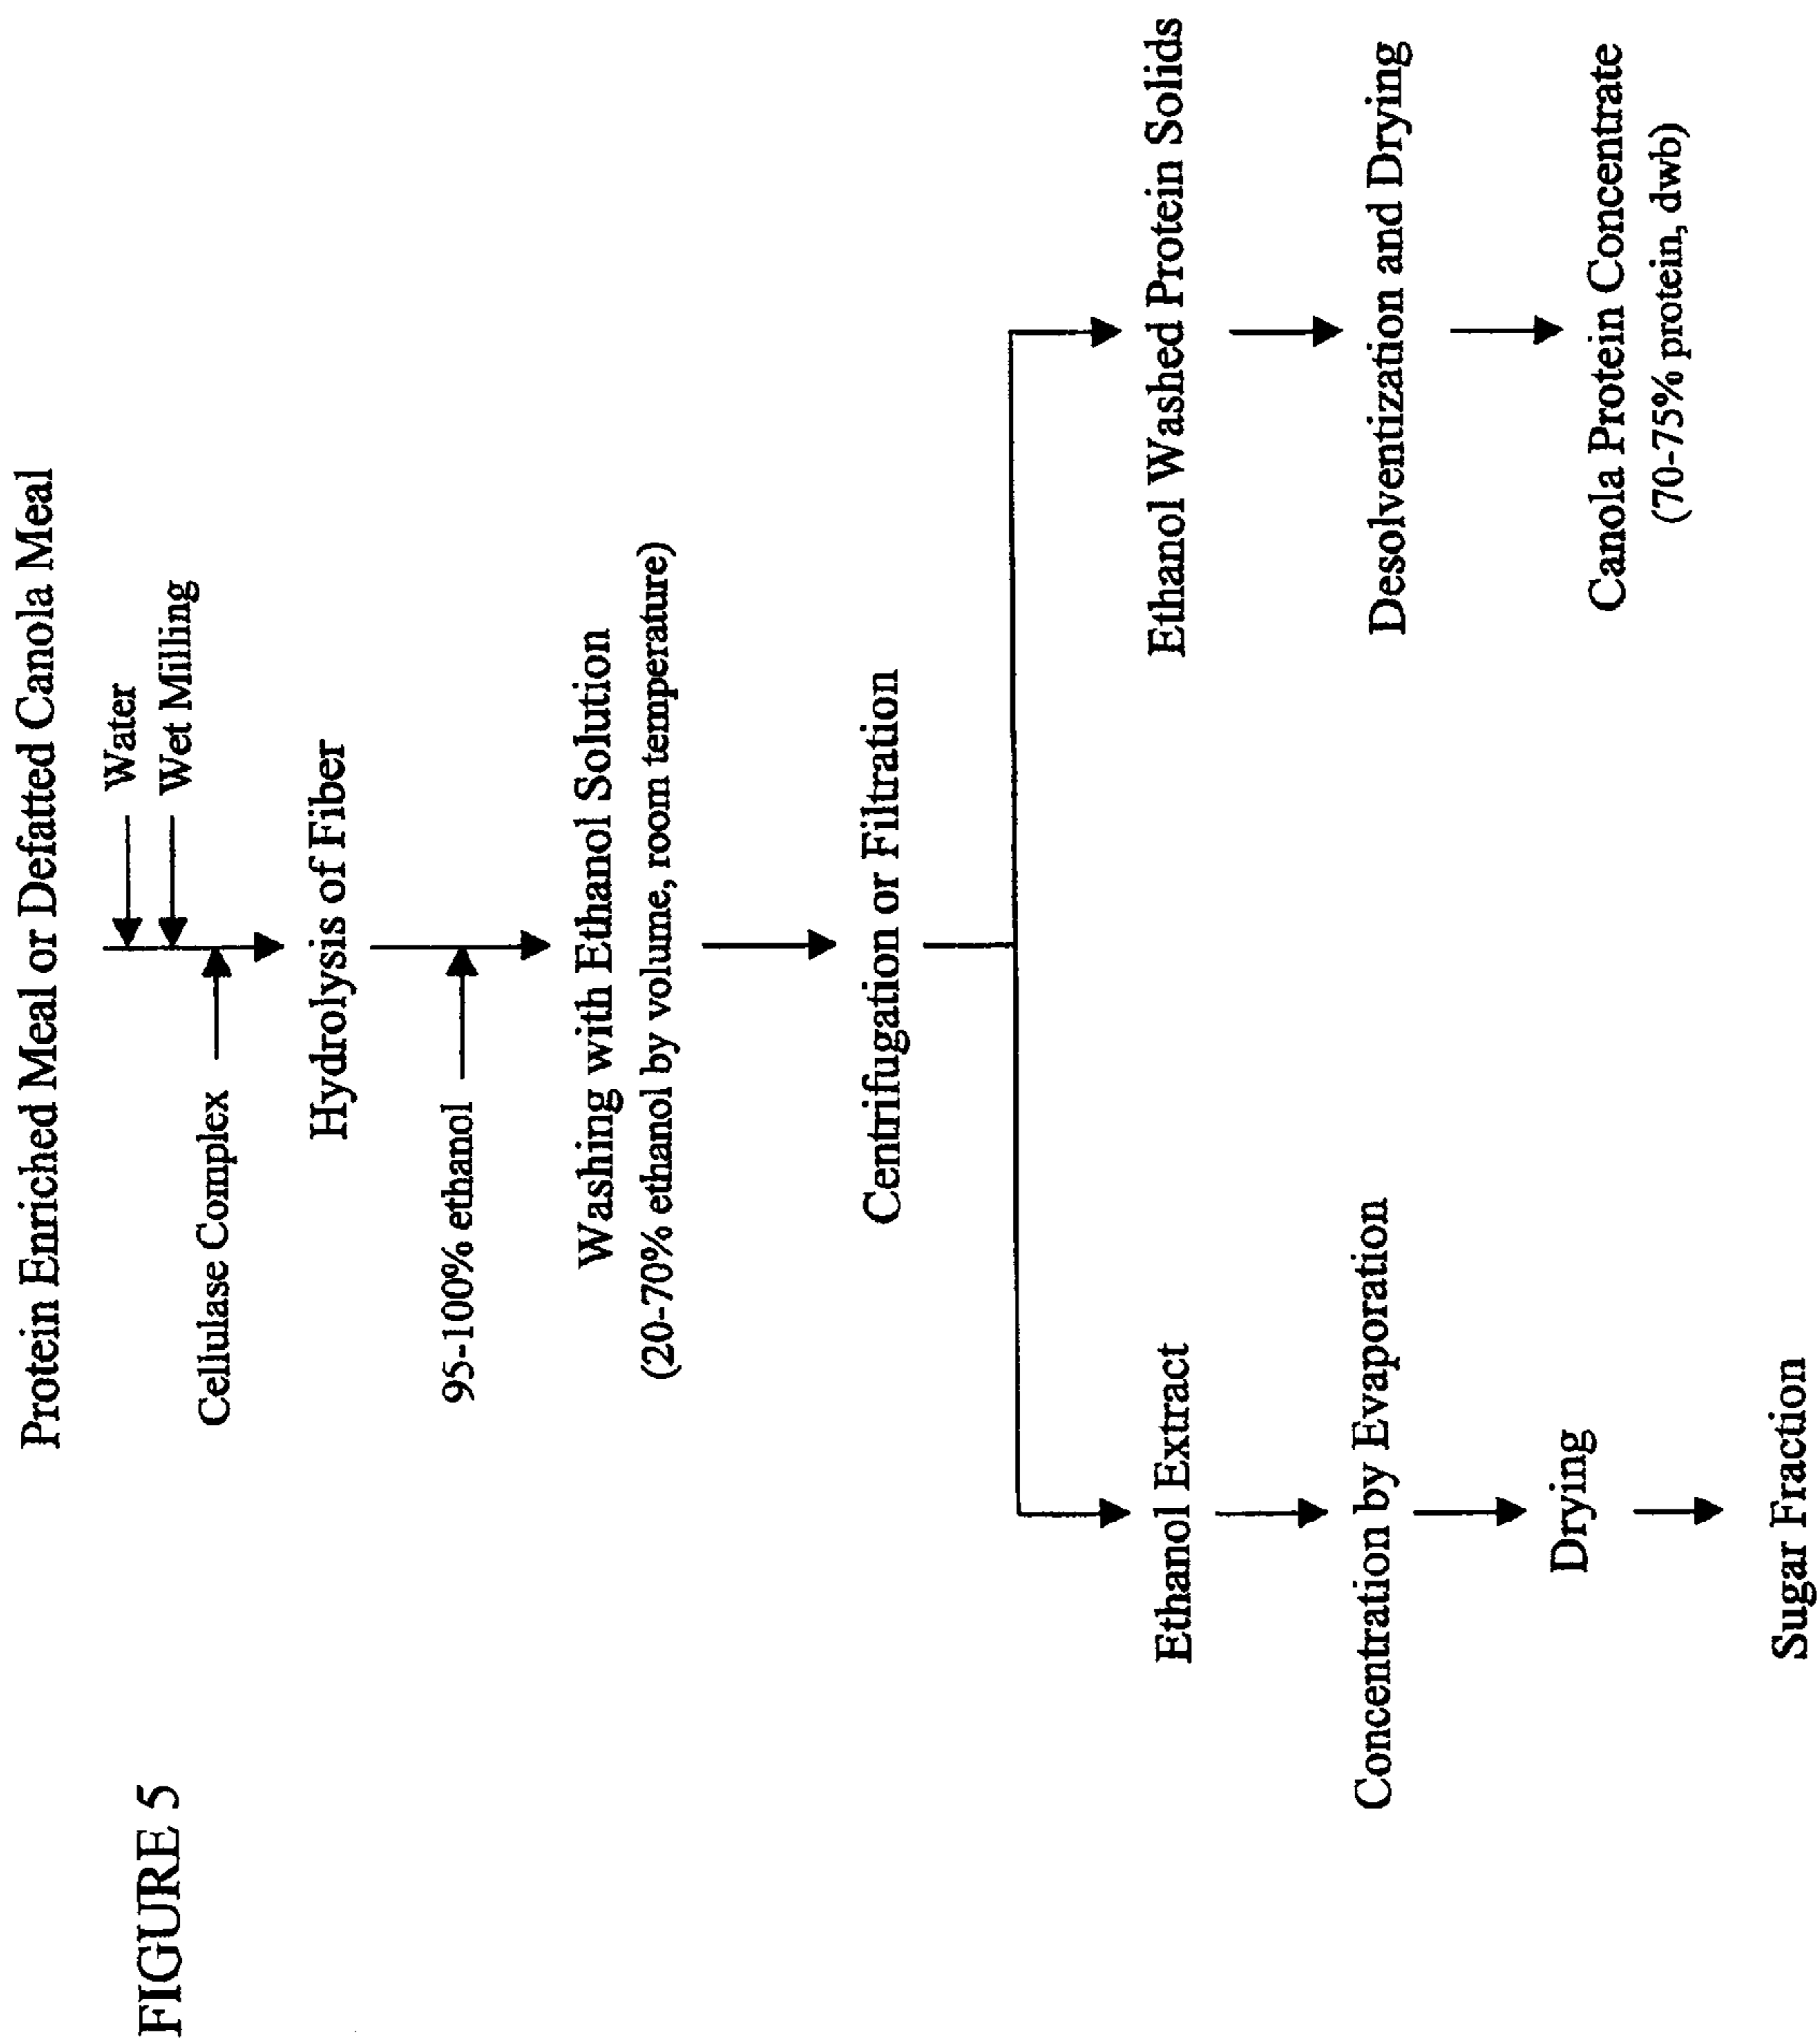 FIGURE 5
Protein Enriched Meal or Defatted Canola Meal
Water
Wet Milling
Cellulase Complex
Hydrolysis of Fiber
95-100% ethanol
Washing with Ethanol Solution
(20-70% ethanol by volume, room temperature)
Centrifugation or Filtration
Ethanol Extract
Ethanol Washed Protein Solids
Concentration by Evaporation
Desolventization and Drying
Drying
Canola Protein Concentrate
(70-75% protein, dwb)
Sugar Fraction